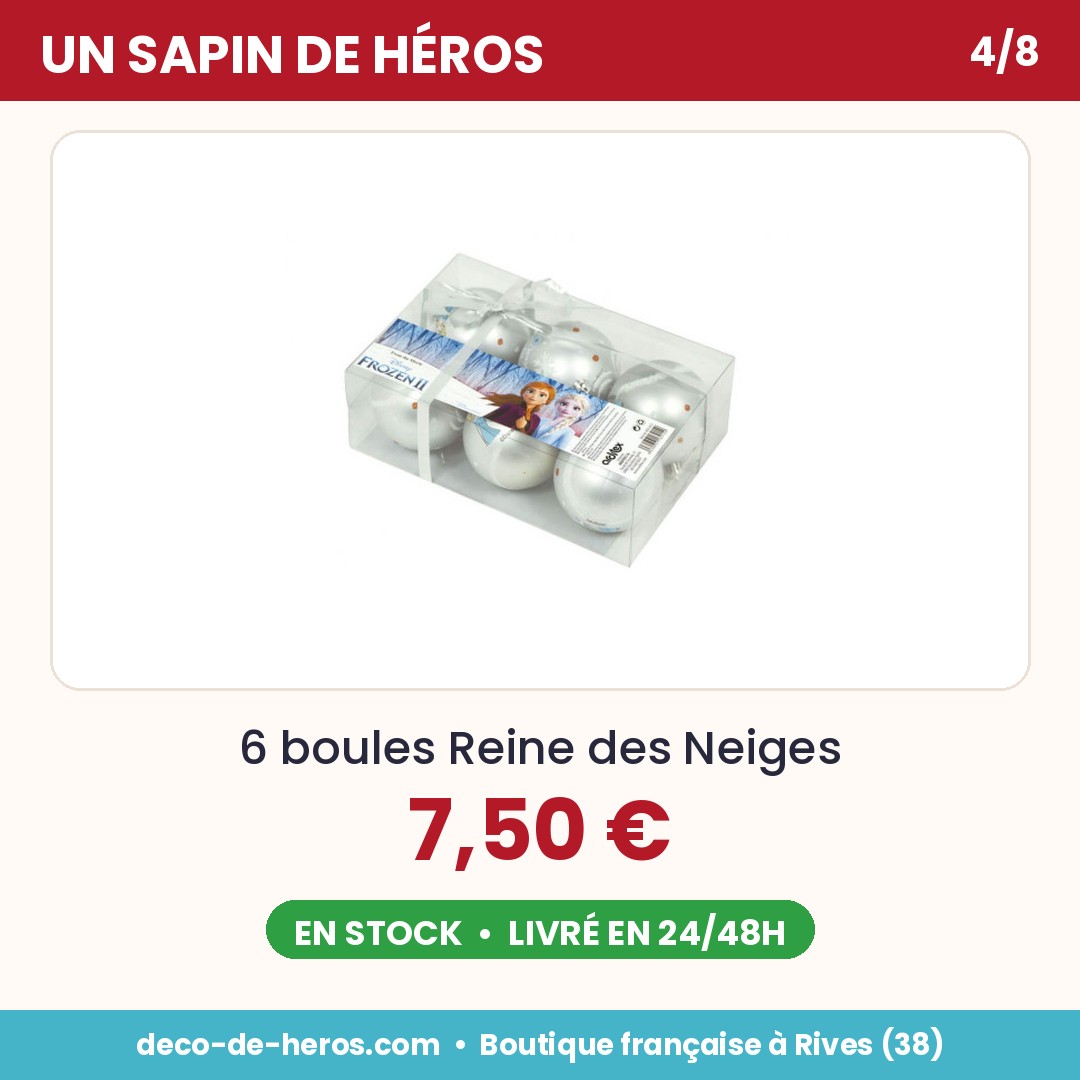 UN SAPIN DE HÉROS
4/8
Disney
FROZEN II
6 boules Reine des Neiges
7,50 €
EN STOCK • LIVRÉ EN 24/48H
deco-de-heros.com • Boutique française à Rives (38)